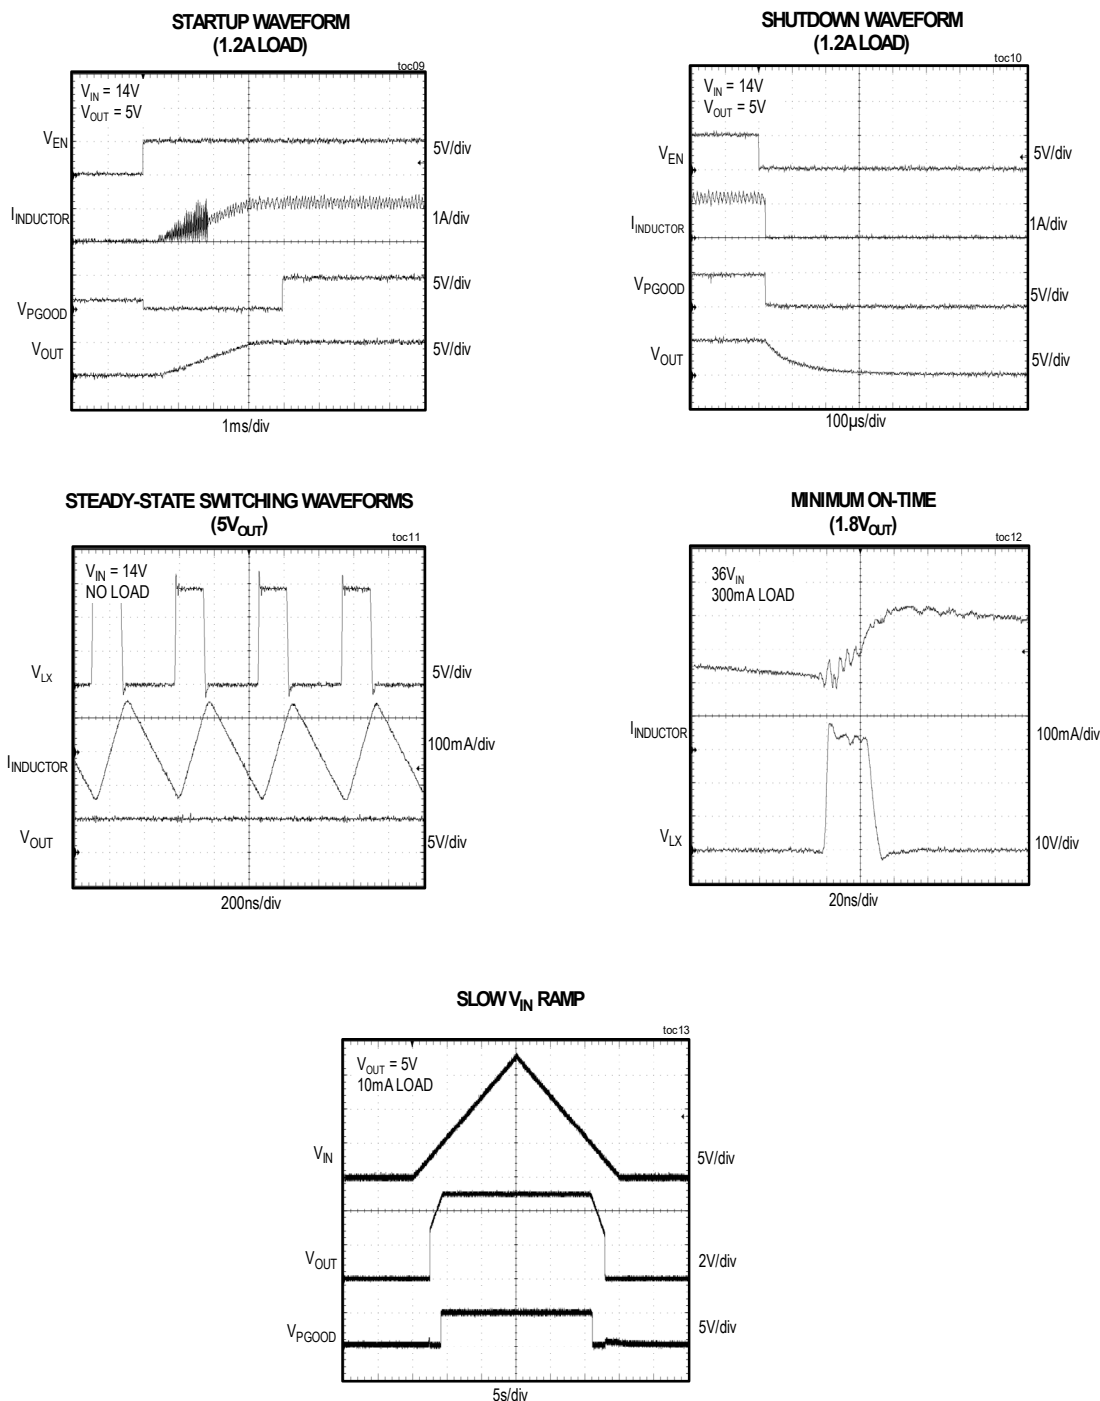 STARTUP WAVEFORM
(1.2A LOAD)
toc09
V_IN = 14V
V_OUT = 5V
V_EN
5V/div
I_INDUCTOR
1A/div
V_PGOOD
5V/div
V_OUT
5V/div
1ms/div
SHUTDOWN WAVEFORM
(1.2A LOAD)
toc10
V_IN = 14V
V_OUT = 5V
V_EN
5V/div
I_INDUCTOR
1A/div
V_PGOOD
5V/div
V_OUT
5V/div
100µs/div
STEADY-STATE SWITCHING WAVEFORMS
(5V_OUT)
toc11
V_IN = 14V
NO LOAD
V_LX
5V/div
I_INDUCTOR
100mA/div
V_OUT
5V/div
200ns/div
MINIMUM ON-TIME
(1.8V_OUT)
toc12
36V_IN
300mA LOAD
I_INDUCTOR
100mA/div
V_LX
10V/div
20ns/div
SLOW V_IN RAMP
toc13
V_OUT = 5V
10mA LOAD
V_IN
5V/div
V_OUT
2V/div
V_PGOOD
5V/div
5s/div